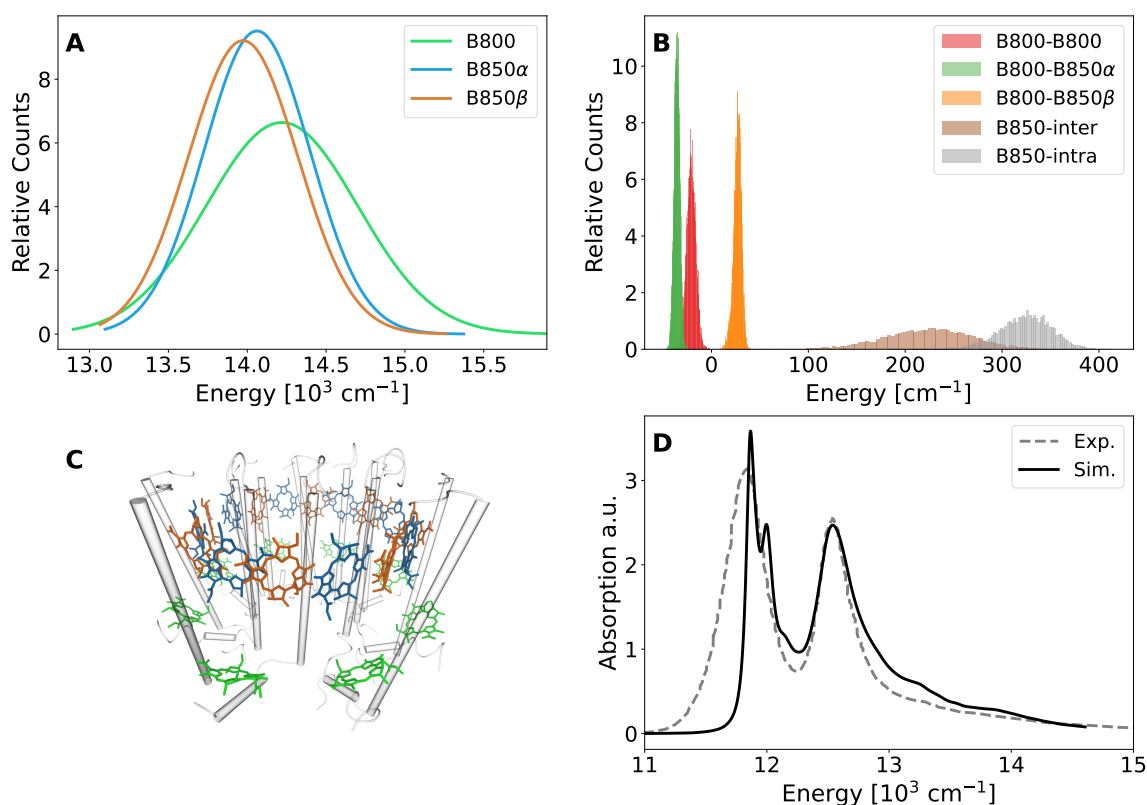 A
B800
B850α
B850β
Relative Counts
8
6
4
2
0
13.0 13.5 14.0 14.5 15.0 15.5
Energy [10³ cm⁻¹]
B
B800-B800
B800-B850α
B800-B850β
B850-inter
B850-intra
Relative Counts
10
8
6
4
2
0
0 100 200 300 400
Energy [cm⁻¹]
C
D
Exp.
Sim.
Absorption a.u.
3
2
1
0
11 12 13 14 15
Energy [10³ cm⁻¹]